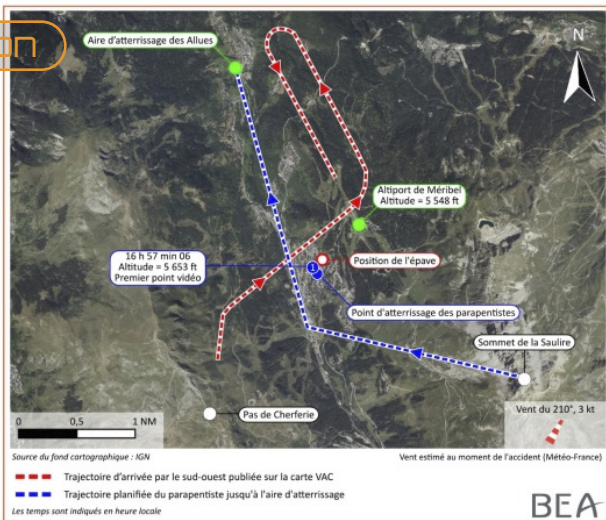 on
Aire d'atterrissage des Allues
N
Altiport de Méribel
Altitude = 5 548 ft
16 h 57 min 06
Altitude = 5 653 ft
Premier point vidéo
1
Position de l'épave
Point d'atterrissage des parapentistes
Sommet de la Saulire
Pas de Cherferie
0 0,5 1 NM
Vent du 210°, 3 kt
Source du fond cartographique : IGN
Vent estimé au moment de l'accident (Météo-France)
Trajectoire d'arrivée par le sud-ouest publiée sur la carte VAC
Trajectoire planifiée du parapentiste jusqu'à l'aire d'atterrissage
Les temps sont indiqués en heure locale
BEA